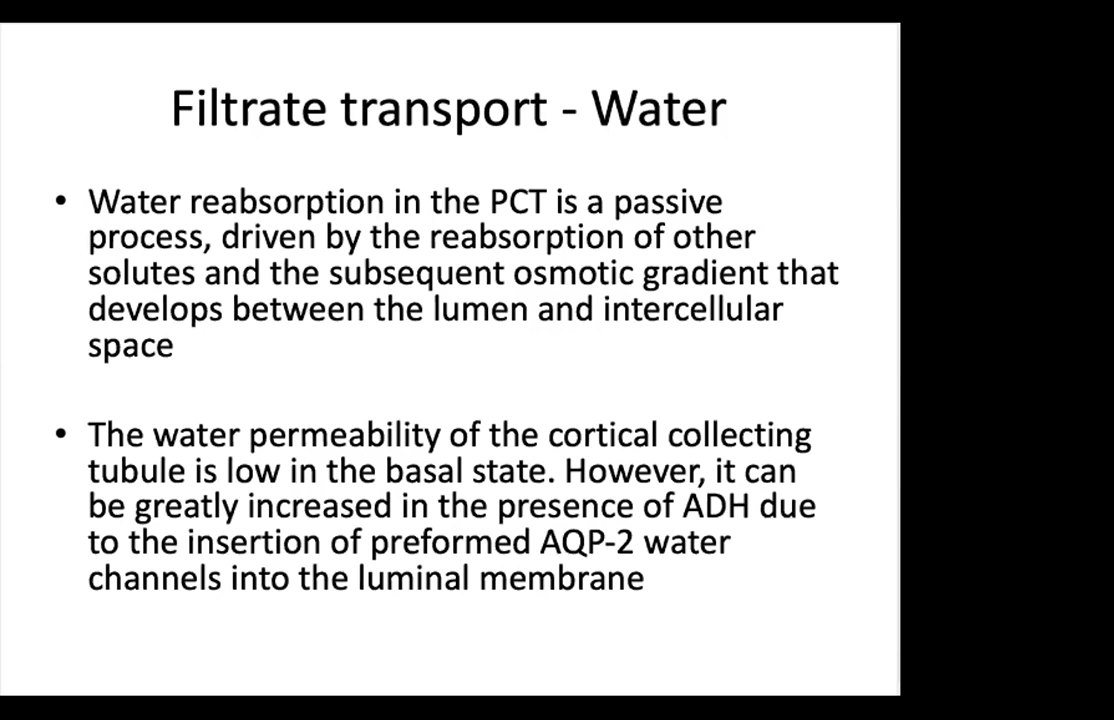 Filtrate transport - Water
• Water reabsorption in the PCT is a passive
process, driven by the reabsorption of other
solutes and the subsequent osmotic gradient that
develops between the lumen and intercellular
space
• The water permeability of the cortical collecting
tubule is low in the basal state. However, it can
be greatly increased in the presence of ADH due
to the insertion of preformed AQP-2 water
channels into the luminal membrane